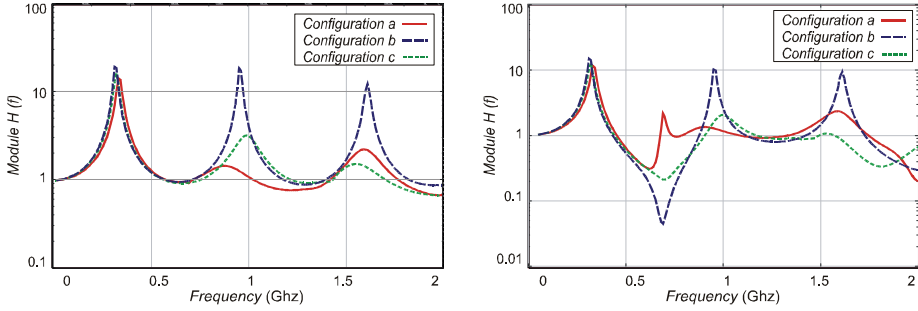 100
10
1
0.1
Module H (f)
0
0.5
1
1.5
2
Frequency (Ghz)
Configuration a
Configuration b
Configuration c
100
10
1
0.1
0.01
Module H (f)
0
0.5
1
1.5
2
Frequency (Ghz)
Configuration a
Configuration b
Configuration c